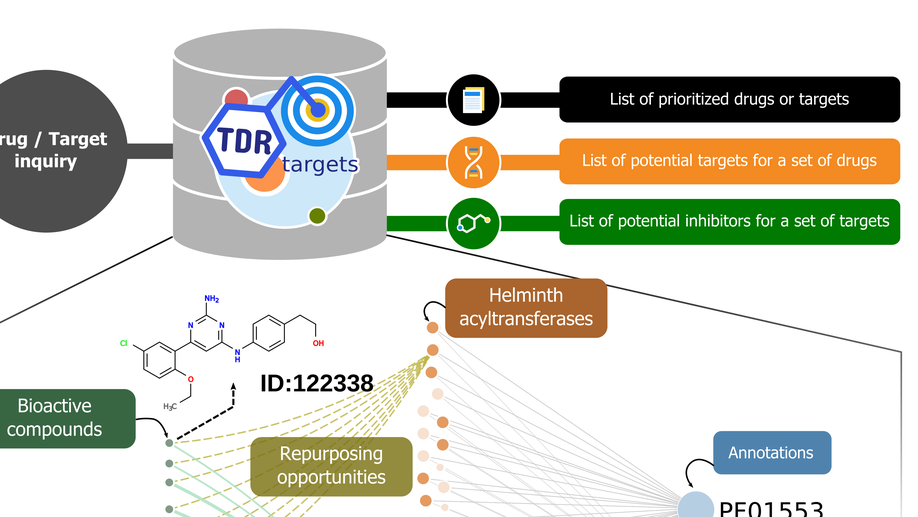 rug / Target
inquiry
TDR
targets
List of prioritized drugs or targets
List of potential targets for a set of drugs
List of potential inhibitors for a set of targets
Helminth
acyltransferases
NH₂
N N
Cl
N
H
OH
O
H₃C
ID:122338
Bioactive
compounds
Repurposing
opportunities
Annotations
PF01553